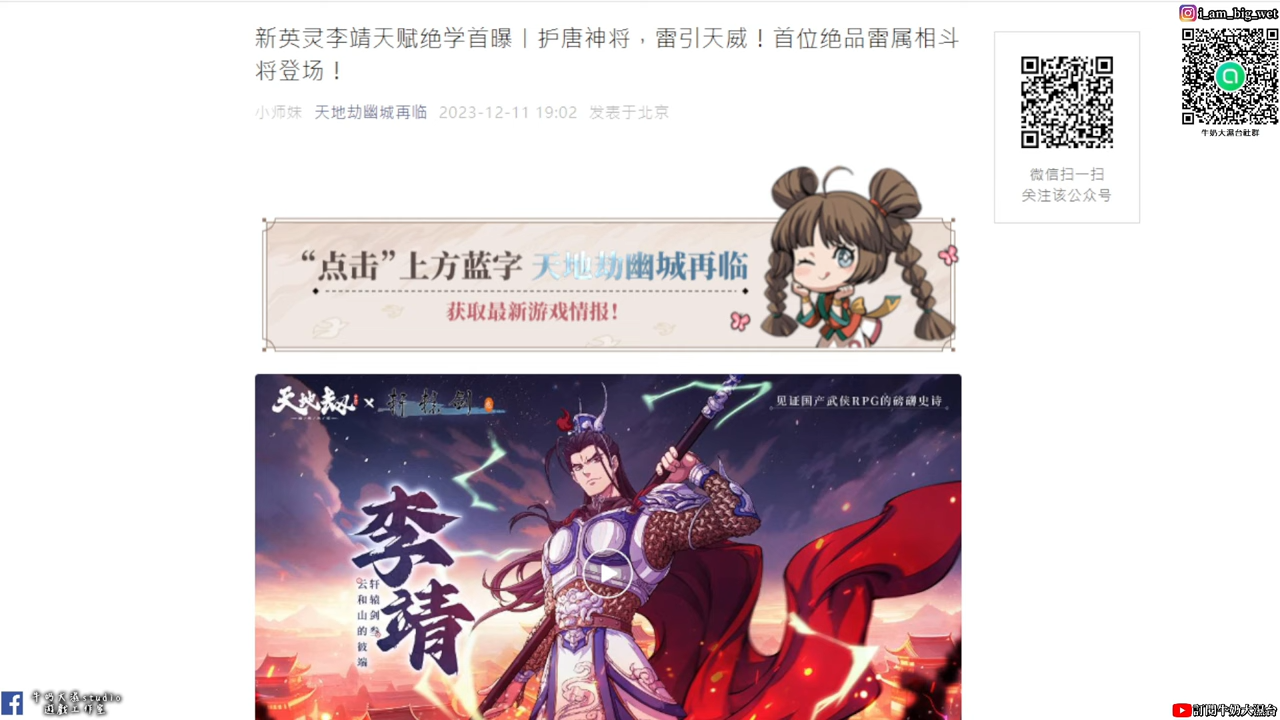 新英灵李靖天赋绝学首曝丨护唐神将，雷引天威！首位绝品雷属相斗
将登场！
小师妹 天地劫幽城再临 2023-12-11 19:02 发表于北京
“点击”上方蓝字 天地劫幽城再临
获取最新游戏情报！
天地劫 × 轩辕剑
见证国产武侠RPG的磅礴史诗
李靖
轩辕剑叁
云和山的彼端
微信扫一扫
关注该公众号
i_am_big_wet
牛奶大濕台社群
牛奶大濕studio
遊戲工作室
訂閱牛奶大濕台